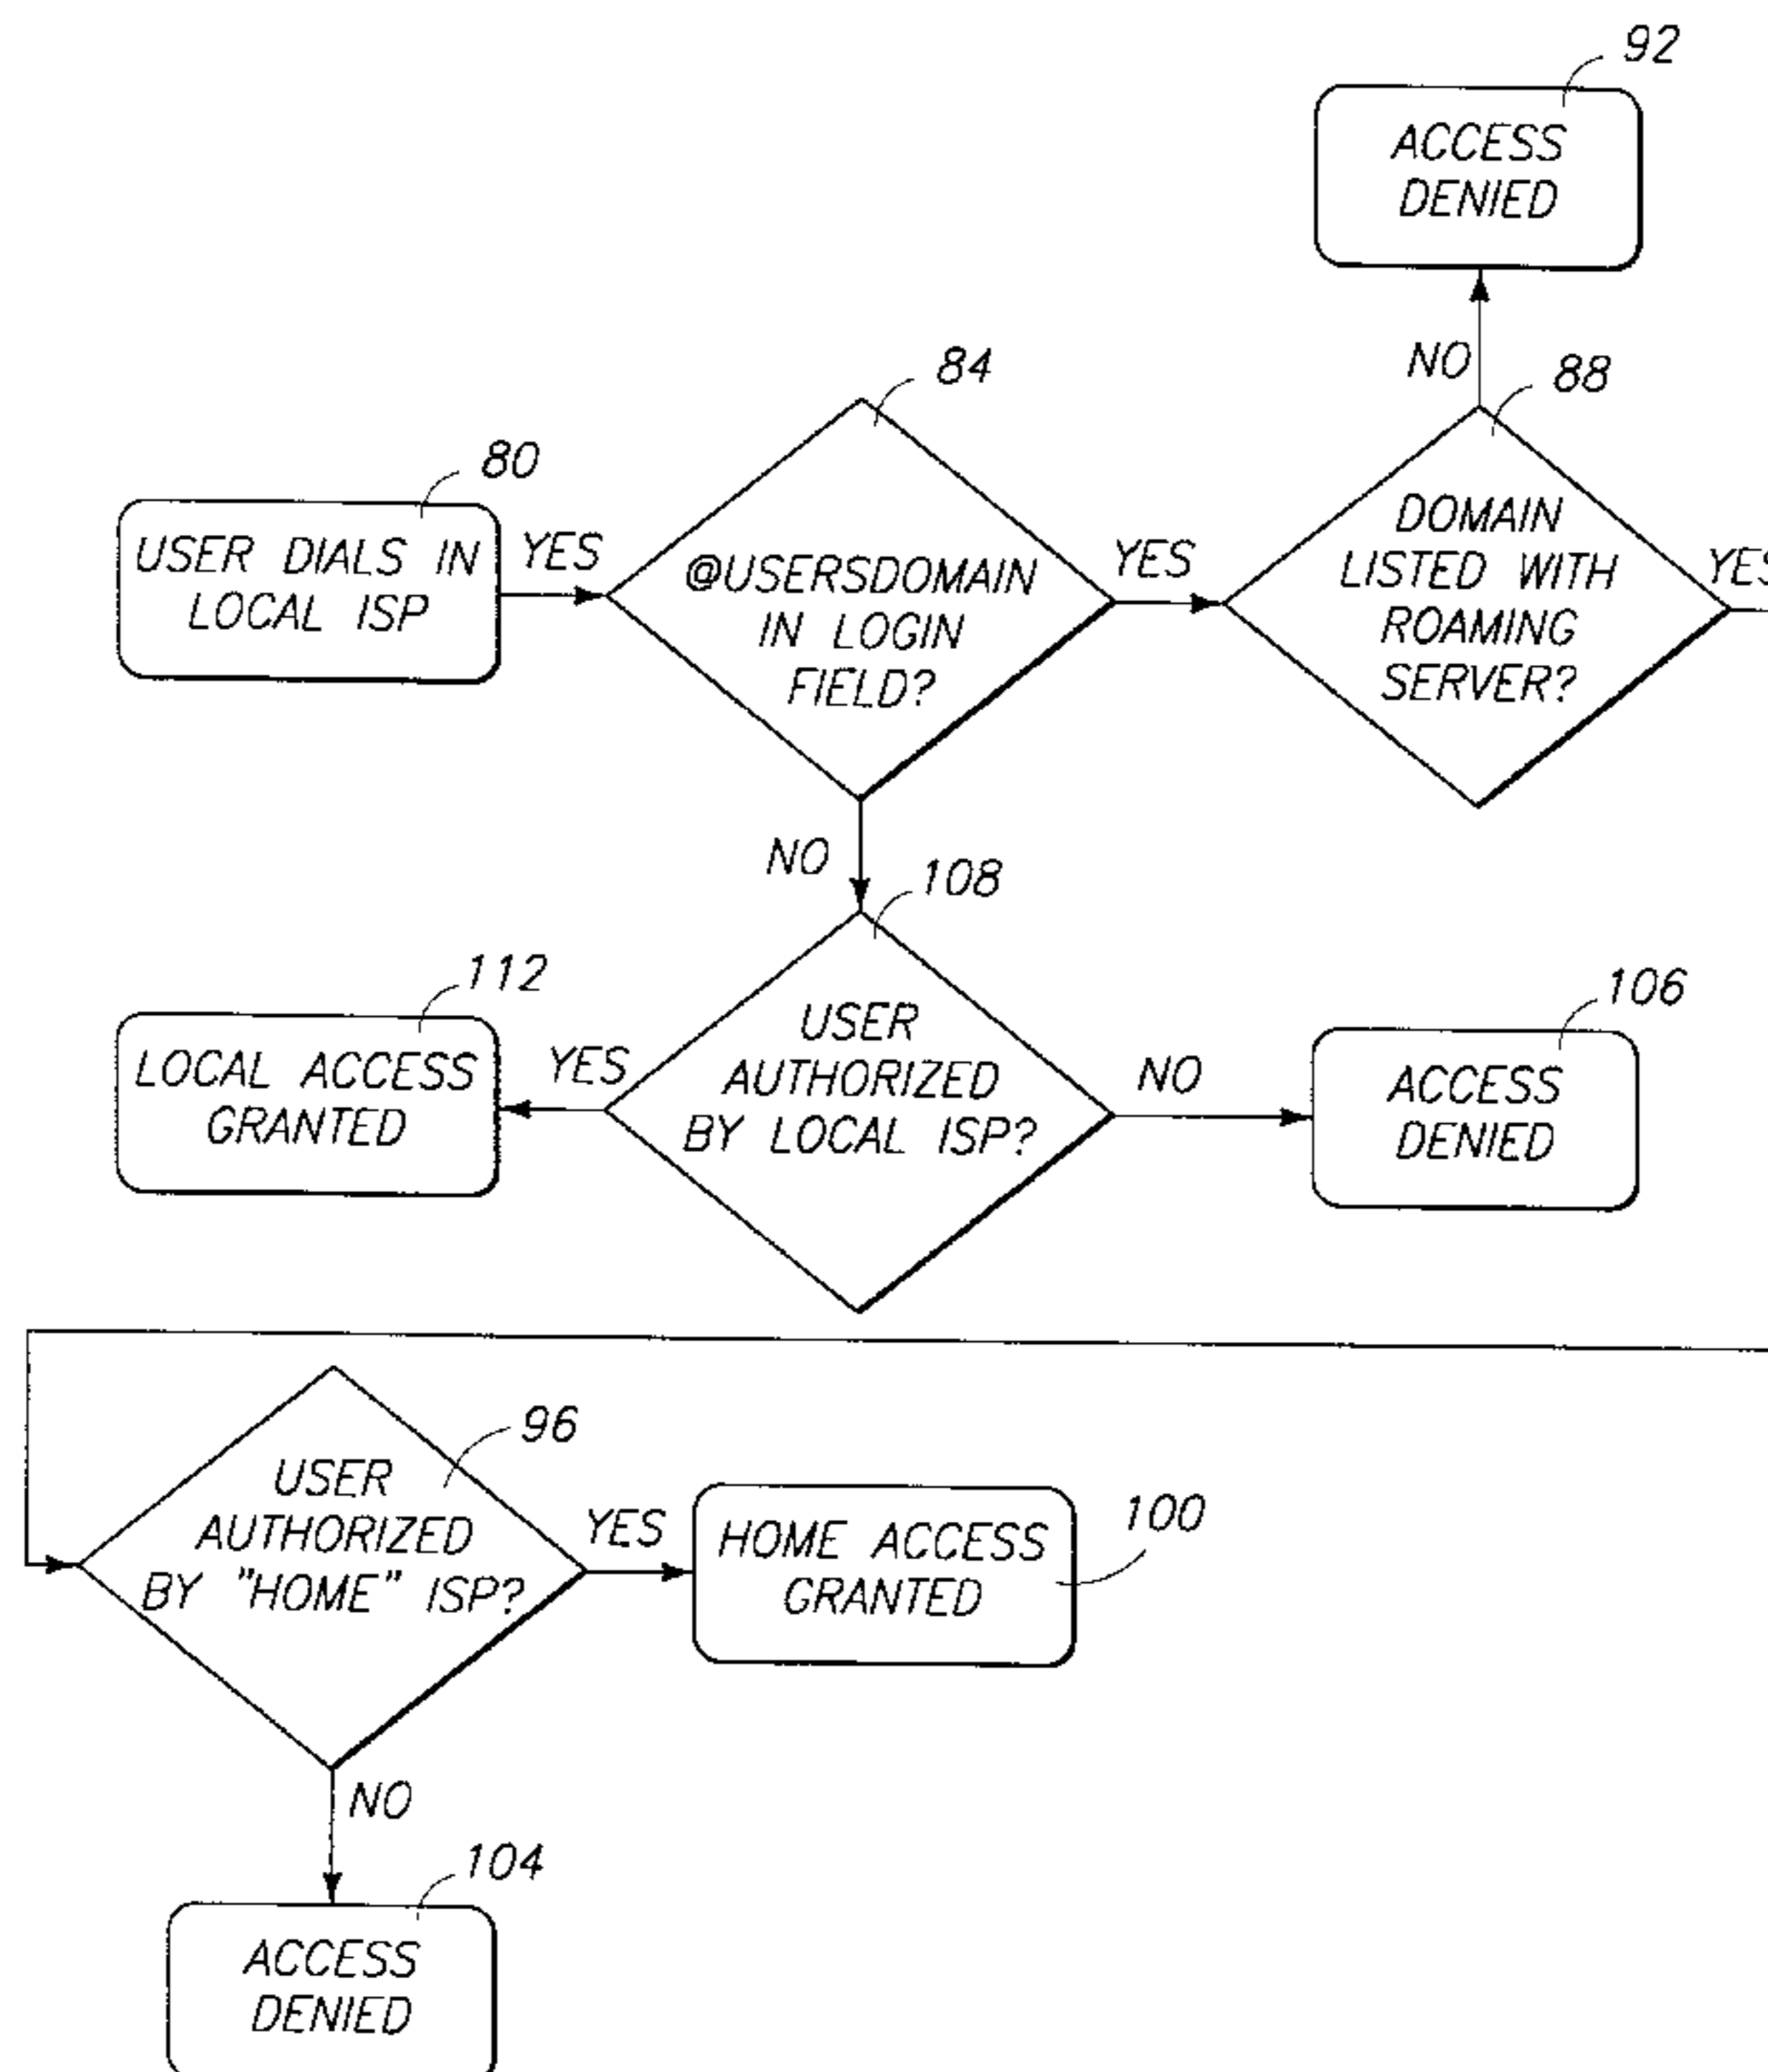 92
ACCESS
DENIED
NO
88
84
80
USER DIALS IN
LOCAL ISP
YES
@USERSDOMAIN
IN LOGIN
FIELD?
YES
DOMAIN
LISTED WITH
ROAMING
SERVER?
YES
NO
108
112
LOCAL ACCESS
GRANTED
YES
USER
AUTHORIZED
BY LOCAL ISP?
NO
106
ACCESS
DENIED
96
USER
AUTHORIZED
BY "HOME" ISP?
YES
HOME ACCESS
GRANTED
100
NO
104
ACCESS
DENIED